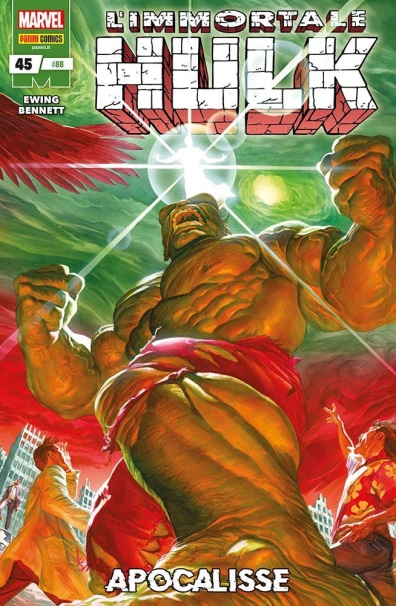 MARVEL
PANINI COMICS
panini.it
45 / #88
EWING
BENNETT
L'IMMORTALE
HULK
APOCALISSE